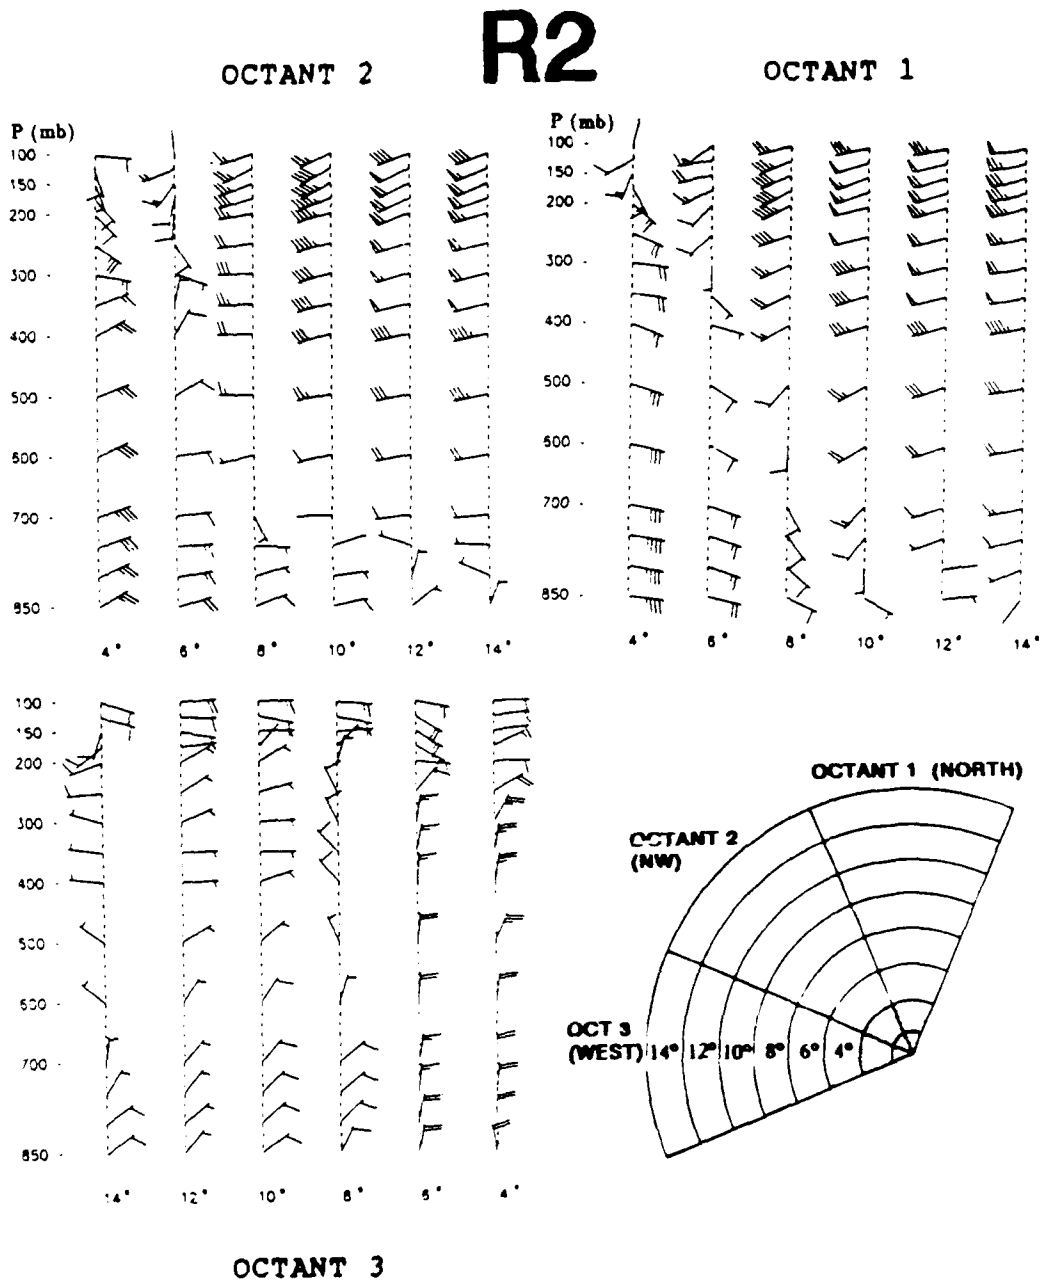 R2
OCTANT 2
OCTANT 1
P (mb)
100
150
200
300
400
500
600
700
850
4° 6° 8° 10° 12° 14°
P (mb)
100
150
200
300
400
500
600
700
850
4° 6° 8° 10° 12° 14°
100
150
200
300
400
500
600
700
850
14° 12° 10° 8° 6° 4°
OCTANT 3
OCTANT 1 (NORTH)
OCTANT 2
(NW)
OCT 3
(WEST) 14° 12° 10° 8° 6° 4°